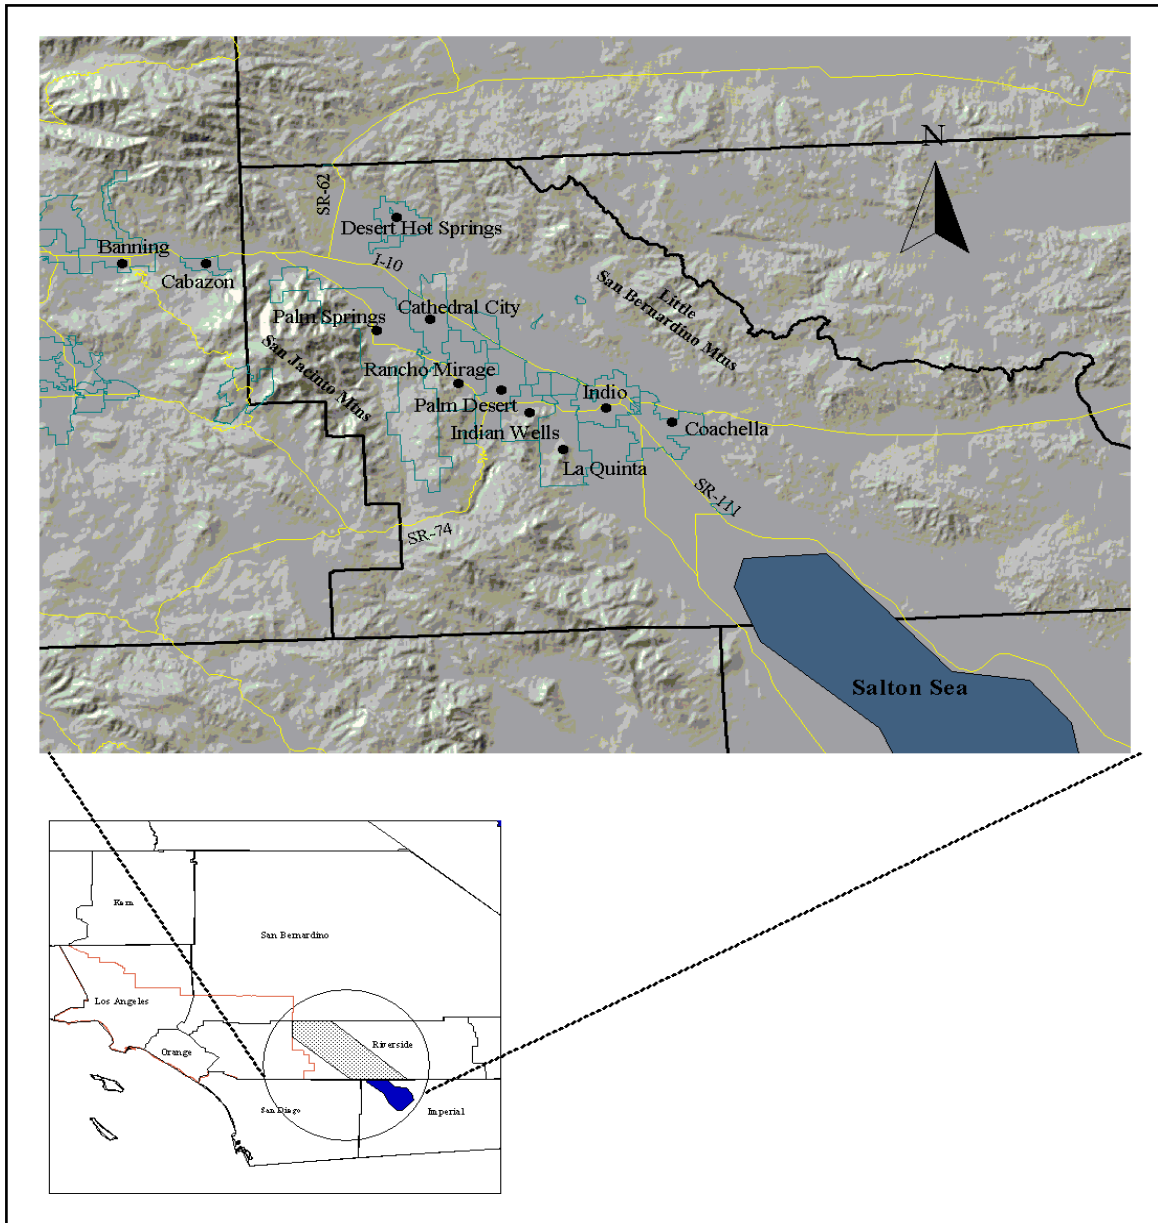 N
SR-62
Desert Hot Springs
Banning
I-10
Cabazon
Little
San Bernardino Mtns
Cathedral City
Palm Springs
San Jacinto Mtns
Rancho Mirage
Indio
Palm Desert
Coachella
Indian Wells
La Quinta
SR-111
SR-74
Salton Sea
Kern
San Bernardino
Los Angeles
Orange
Riverside
San Diego
Imperial